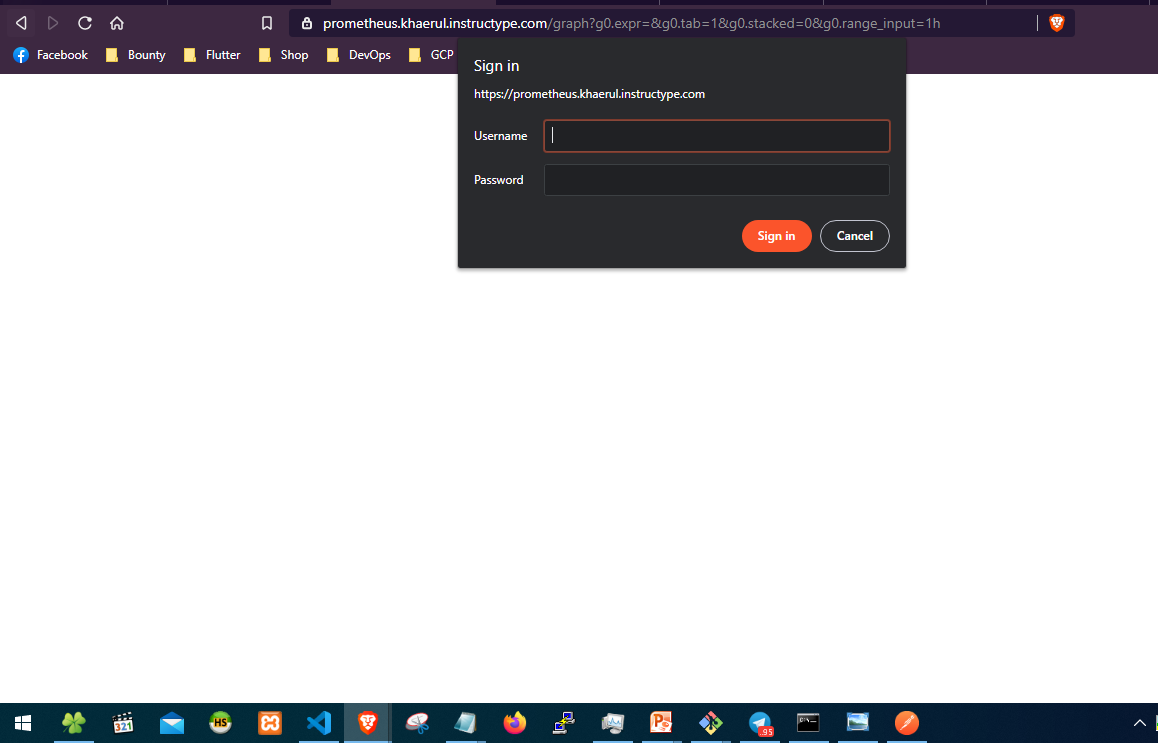 prometheus.khaerul.instructype.com/graph?g0.expr=&g0.tab=1&g0.stacked=0&g0.range_input=1h
Facebook Bounty Flutter Shop DevOps GCP
Sign in
https://prometheus.khaerul.instructype.com
Username
Password
Sign in Cancel
321 HS .95